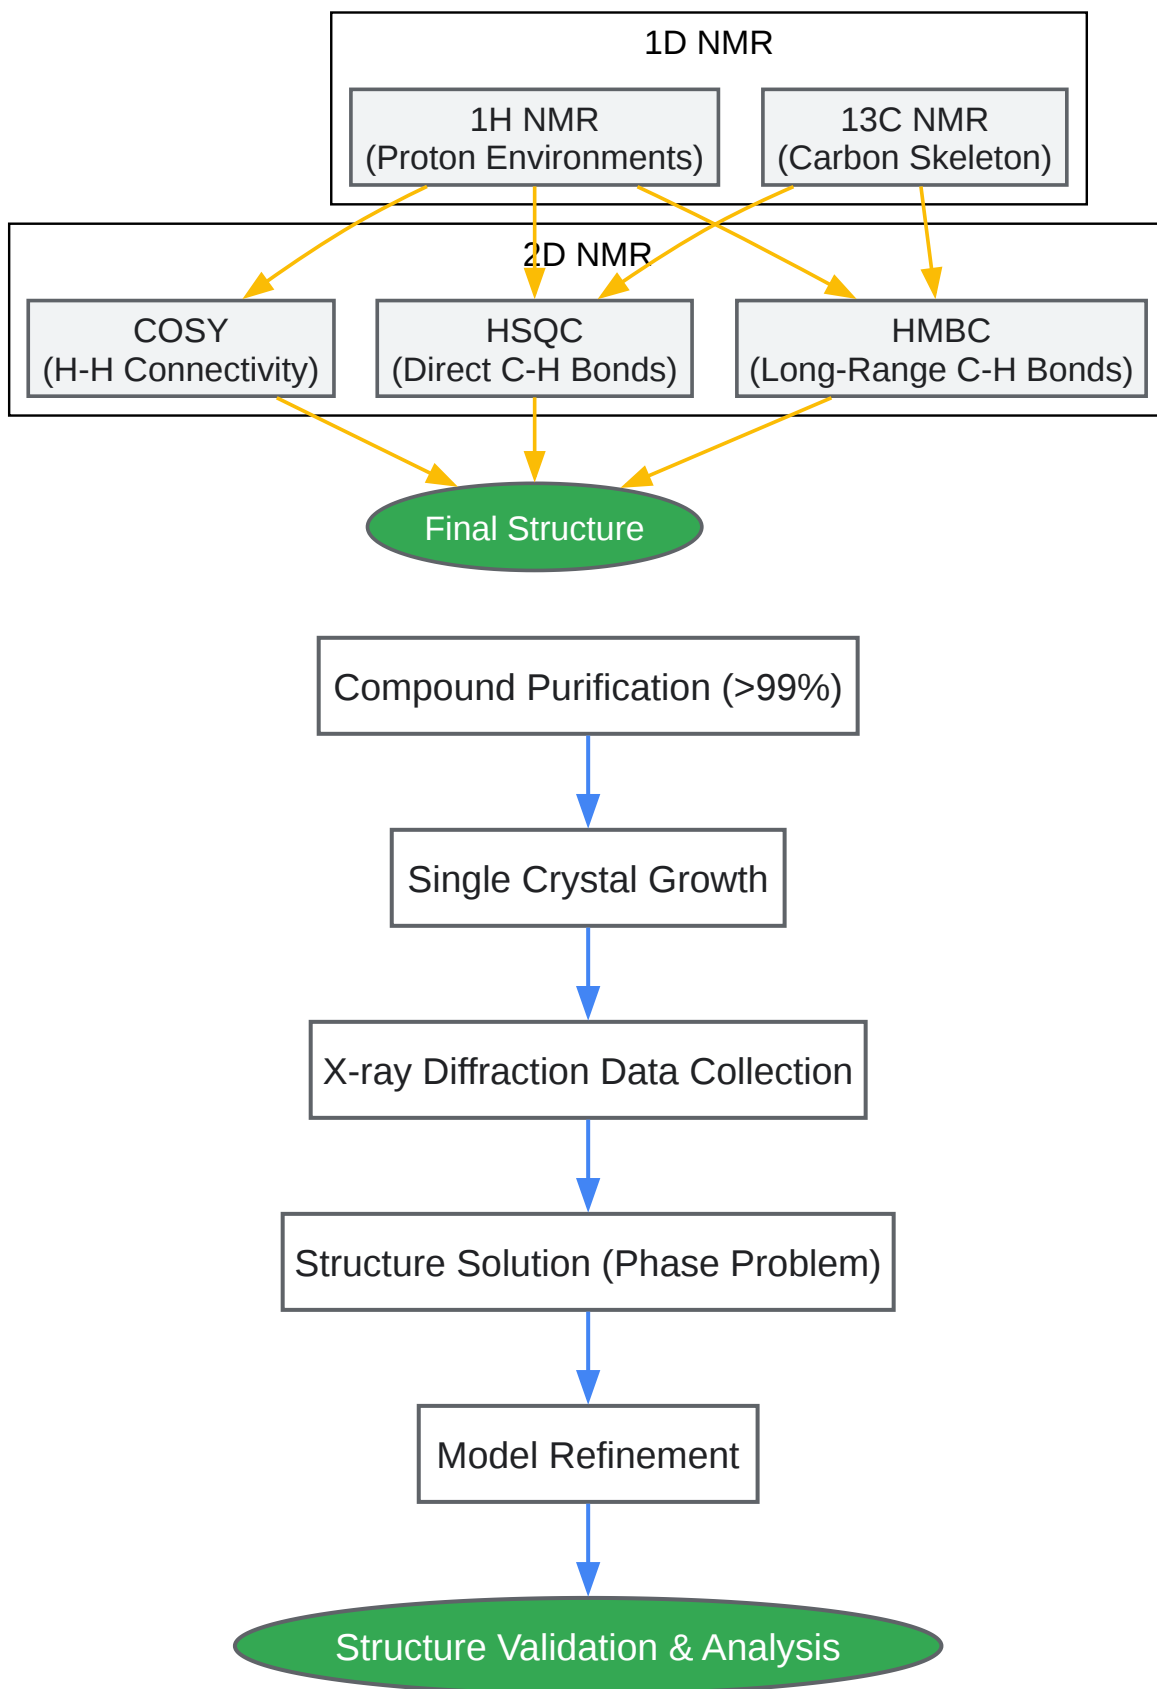 1D NMR
1H NMR
(Proton Environments)
13C NMR
(Carbon Skeleton)
2D NMR
COSY
(H-H Connectivity)
HSQC
(Direct C-H Bonds)
HMBC
(Long-Range C-H Bonds)
Final Structure
Compound Purification (>99%)
Single Crystal Growth
X-ray Diffraction Data Collection
Structure Solution (Phase Problem)
Model Refinement
Structure Validation & Analysis